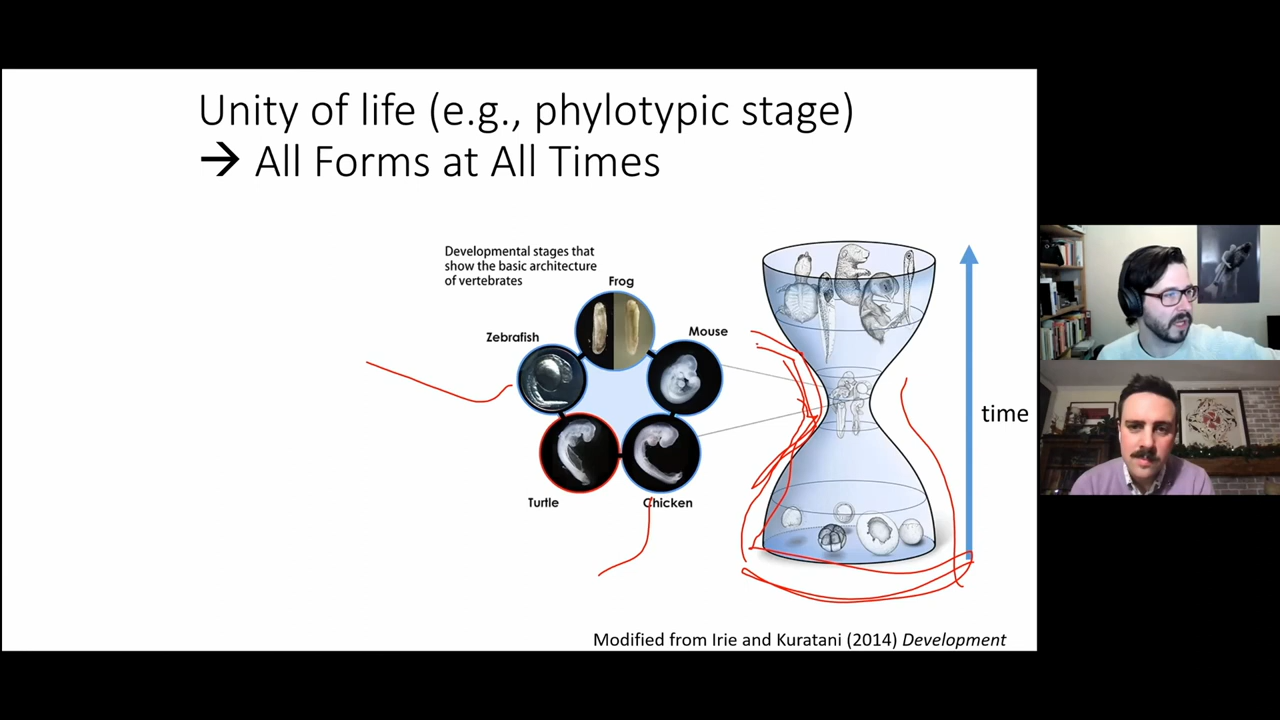 Unity of life (e.g., phylotypic stage)
→ All Forms at All Times
Developmental stages that
show the basic architecture
of vertebrates
Frog
Zebrafish
Mouse
Turtle
Chicken
time
Modified from Irie and Kuratani (2014) Development